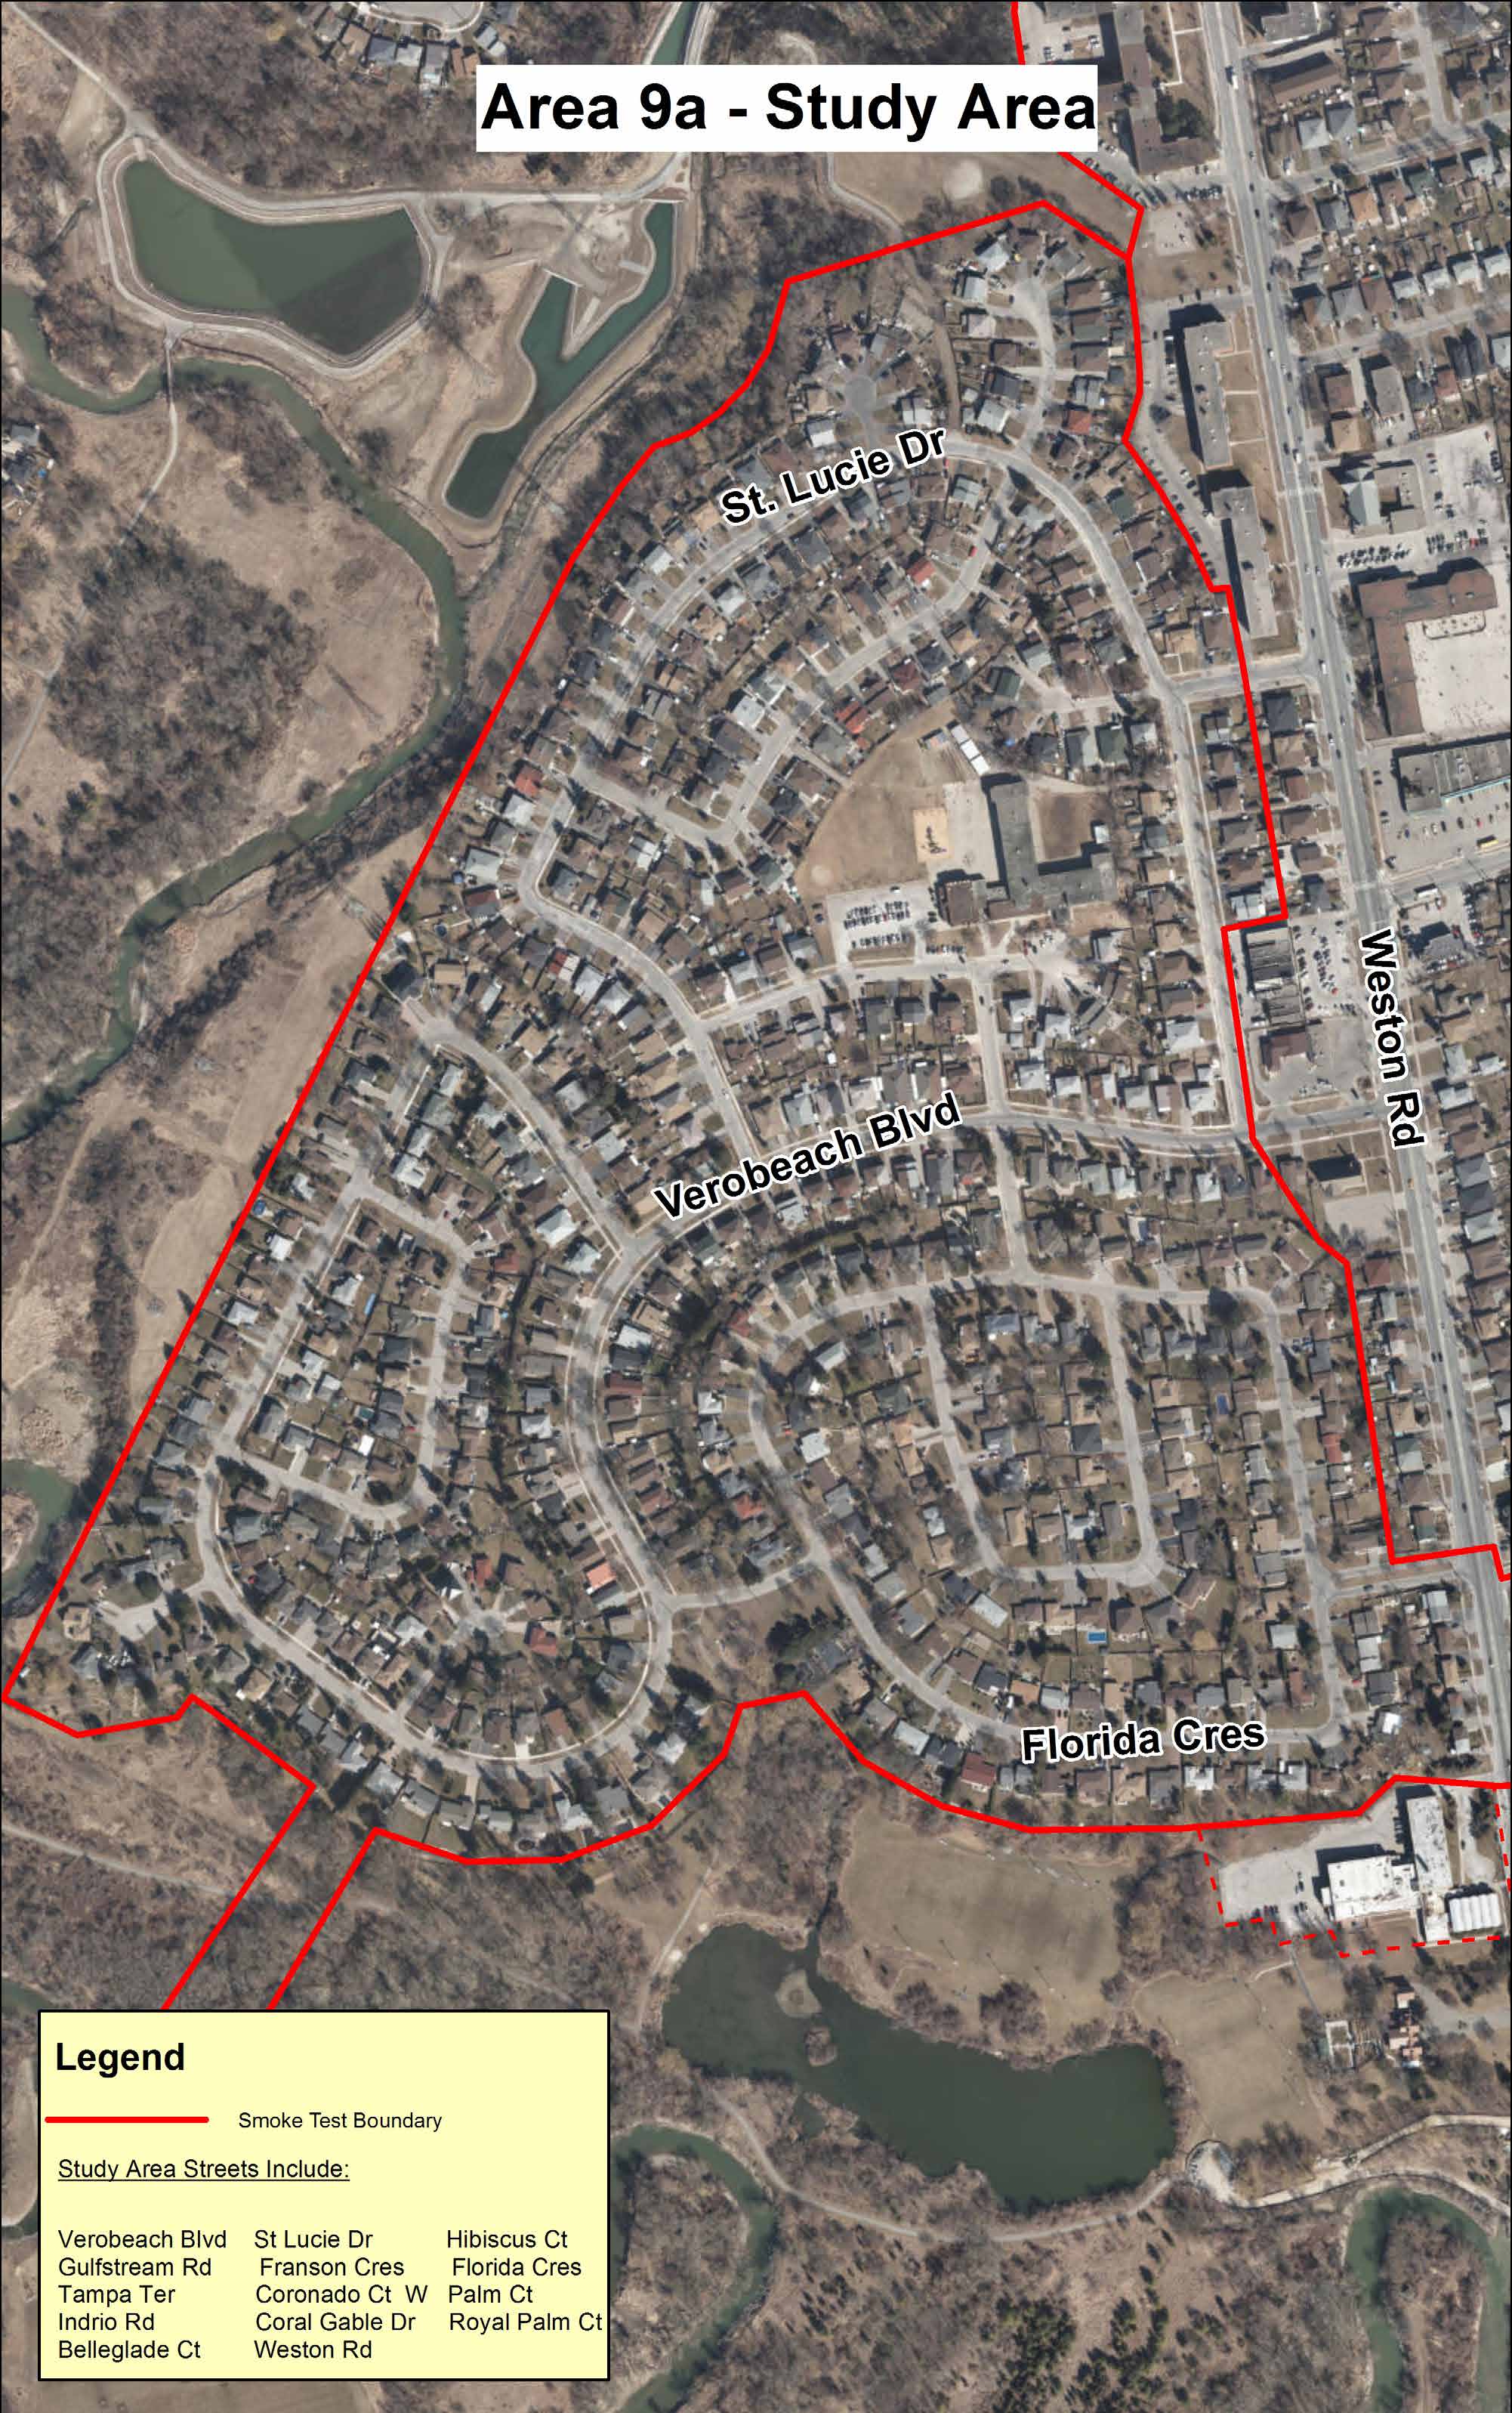 Area 9a - Study Area
St. Lucie Dr
Weston Rd
Verobeach Blvd
Florida Cres
Legend
Smoke Test Boundary
Study Area Streets Include:
Verobeach Blvd St Lucie Dr Hibiscus Ct
Gulfstream Rd Franson Cres Florida Cres
Tampa Ter Coronado Ct W Palm Ct
Indrio Rd Coral Gable Dr Royal Palm Ct
Belleglade Ct Weston Rd